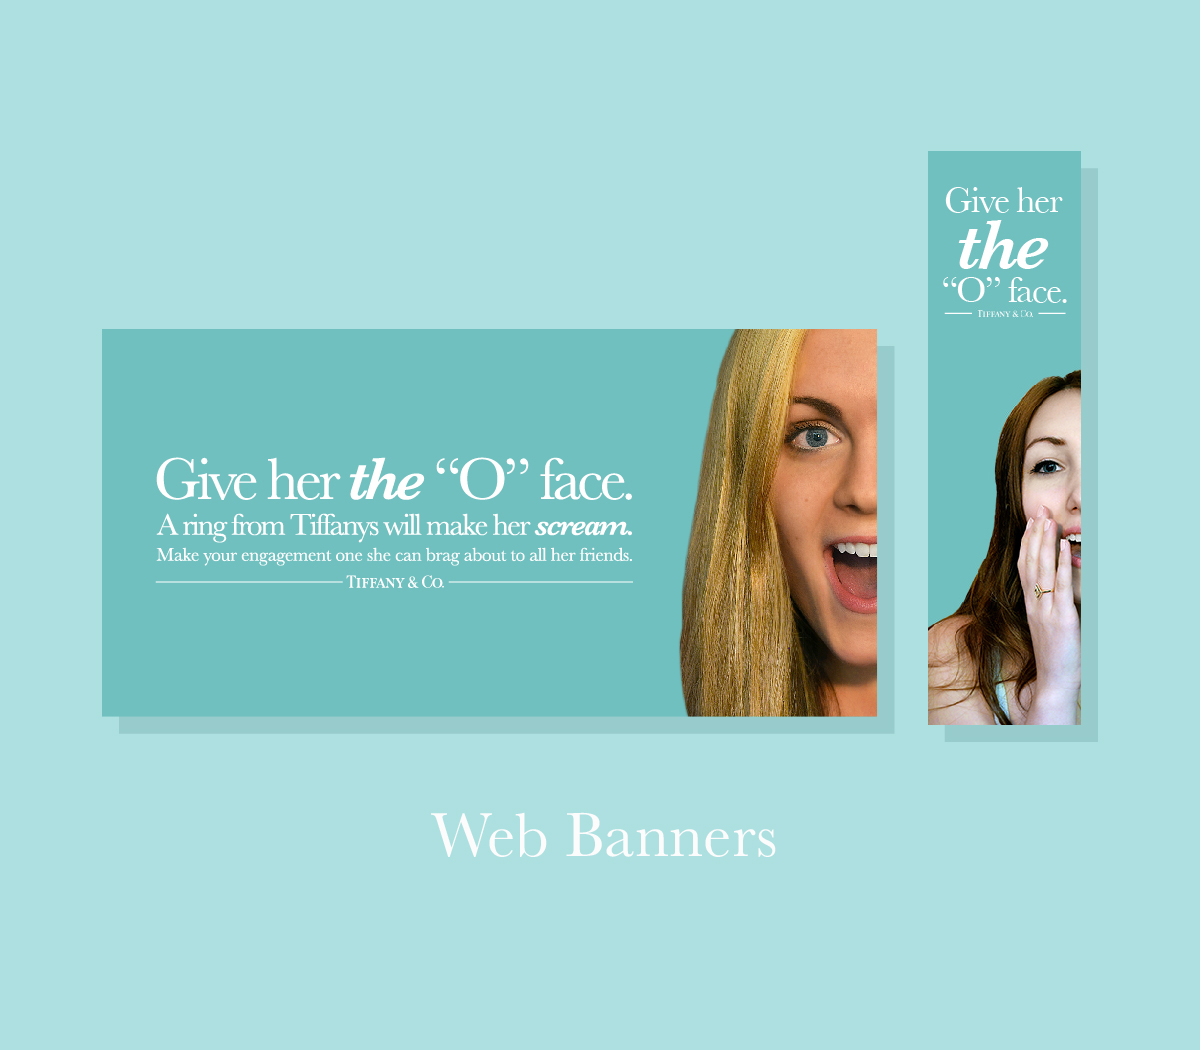 Give her the “O” face.
A ring from Tiffanys will make her scream.
Make your engagement one she can brag about to all her friends.
TIFFANY & CO.
Give her
the
“O” face.
TIFFANY & CO.
Web Banners